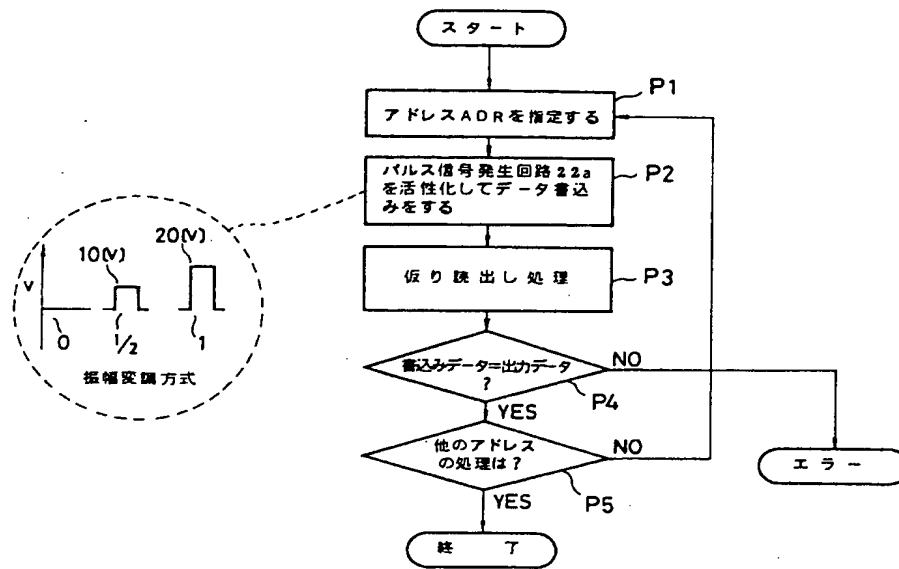 スタート
P1
アドレスADRを指定する
P2
パルス信号発生回路22a
を活性化してデータ書込
みをする
20(V)
10(V)
V
0
1/2
1
振幅変調方式
仮り読出し処理
P3
書込みデータ=出力データ
?
NO
P4
YES
他のアドレス
の処理は?
NO
P5
YES
エラー
終了